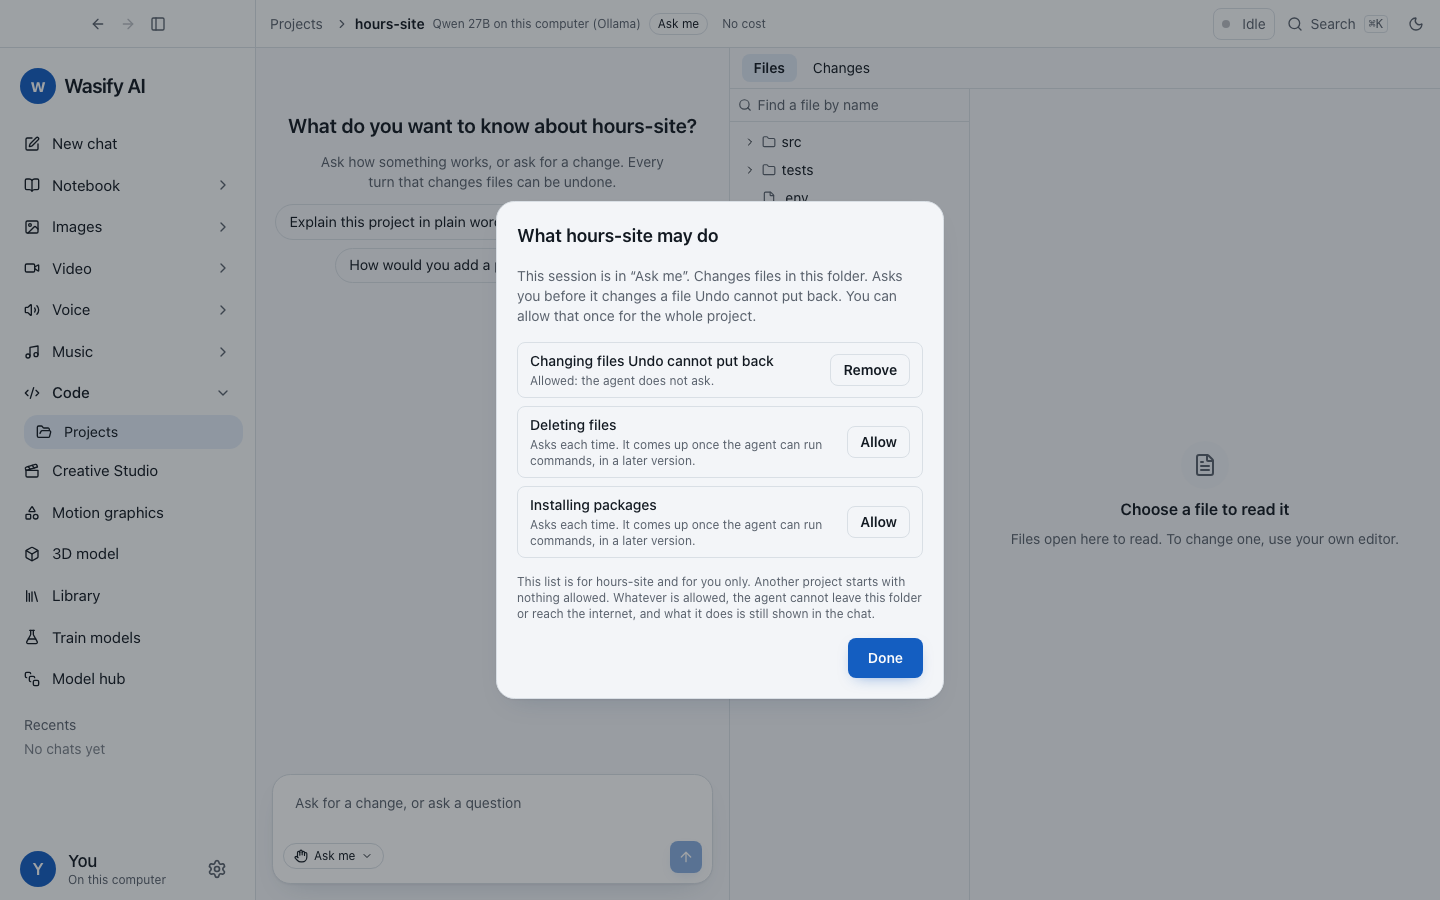 Projects > hours-site Qwen 27B on this computer (Ollama) Ask me No cost
Idle
Search ⌘K
w Wasify AI
New chat
Notebook
Images
Video
Voice
Music
Code
Projects
Creative Studio
Motion graphics
3D model
Library
Train models
Model hub
Recents
No chats yet
Y
You
On this computer
What do you want to know about hours-site?
Ask how something works, or ask for a change. Every
turn that changes files can be undone.
Explain this project in plain
How would you add a
Ask for a change, or ask a question
Ask me
Files Changes
Find a file by name
src
tests
.env
Choose a file to read it
Files open here to read. To change one, use your own editor.
What hours-site may do
This session is in “Ask me”. Changes files in this folder. Asks
you before it changes a file Undo cannot put back. You can
allow that once for the whole project.
Changing files Undo cannot put back
Allowed: the agent does not ask.
Remove
Deleting files
Asks each time. It comes up once the agent can run
commands, in a later version.
Allow
Installing packages
Asks each time. It comes up once the agent can run
commands, in a later version.
Allow
This list is for hours-site and for you only. Another project starts with
nothing allowed. Whatever is allowed, the agent cannot leave this folder
or reach the internet, and what it does is still shown in the chat.
Done